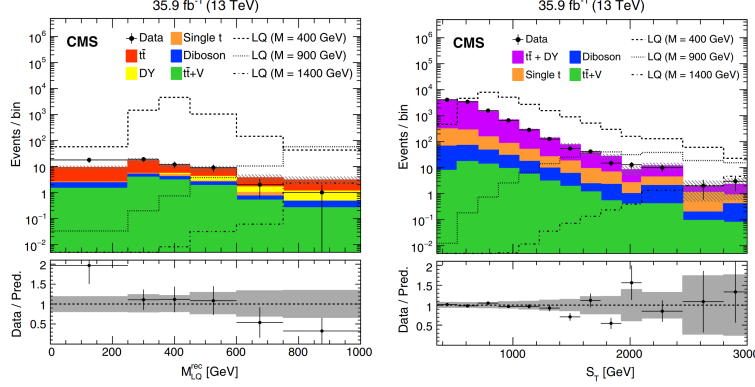 35.9 fb⁻¹ (13 TeV)
CMS
Data
tt̄
DY
Single t
Diboson
tt̄+V
LQ (M = 400 GeV)
LQ (M = 900 GeV)
LQ (M = 1400 GeV)
Events / bin
10⁶
10⁵
10⁴
10³
10²
10
1
10⁻¹
10⁻²
Data / Pred.
2
1.5
1
0.5
0 200 400 600 800 1000
M_LQ^rec [GeV]
35.9 fb⁻¹ (13 TeV)
CMS
Data
tt̄ + DY
Single t
Diboson
tt̄+V
LQ (M = 400 GeV)
LQ (M = 900 GeV)
LQ (M = 1400 GeV)
Events / bin
10⁶
10⁵
10⁴
10³
10²
10
1
10⁻¹
10⁻²
Data / Pred.
2
1.5
1
0.5
1000 2000 3000
S_T [GeV]